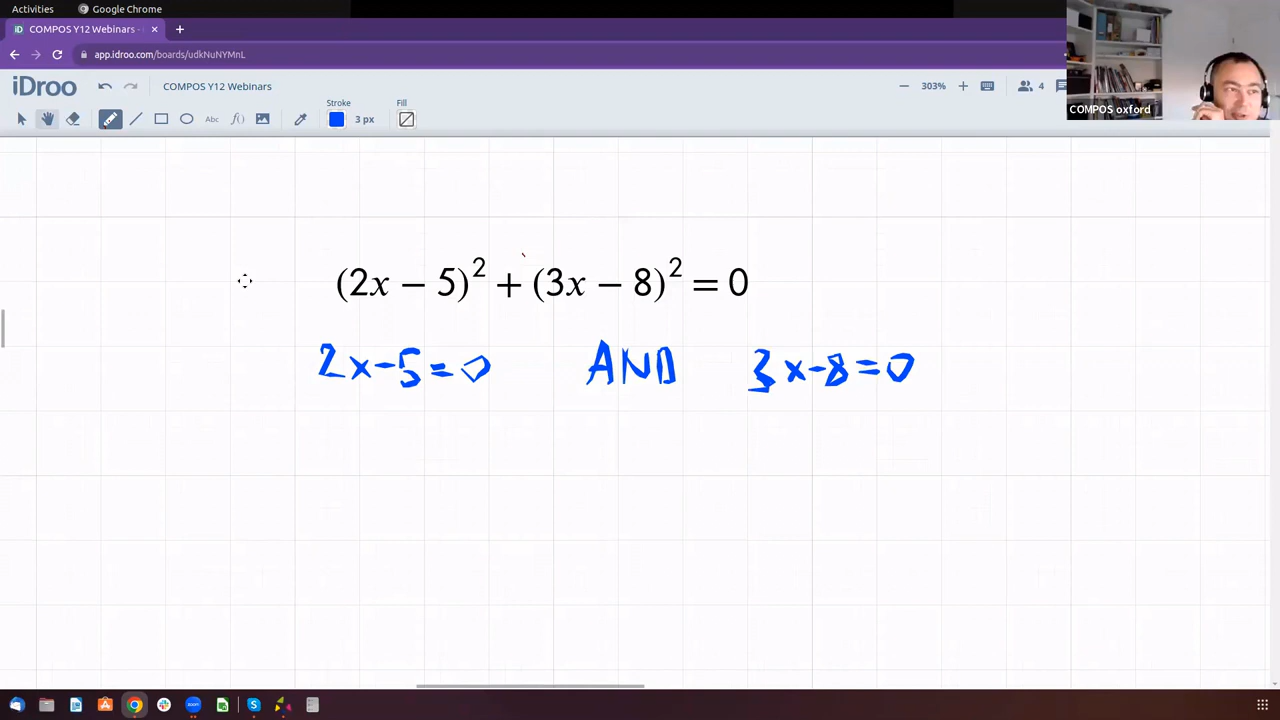 Activities Google Chrome
COMPOS Y12 Webinars -
app.idroo.com/boards/udkNuNYMnL
iDroo COMPOS Y12 Webinars 303% 4
Stroke Fill
Abc f() 3 px
COMPOS oxford
(2x − 5)² + (3x − 8)² = 0
2x-5=0 AND 3x-8=0